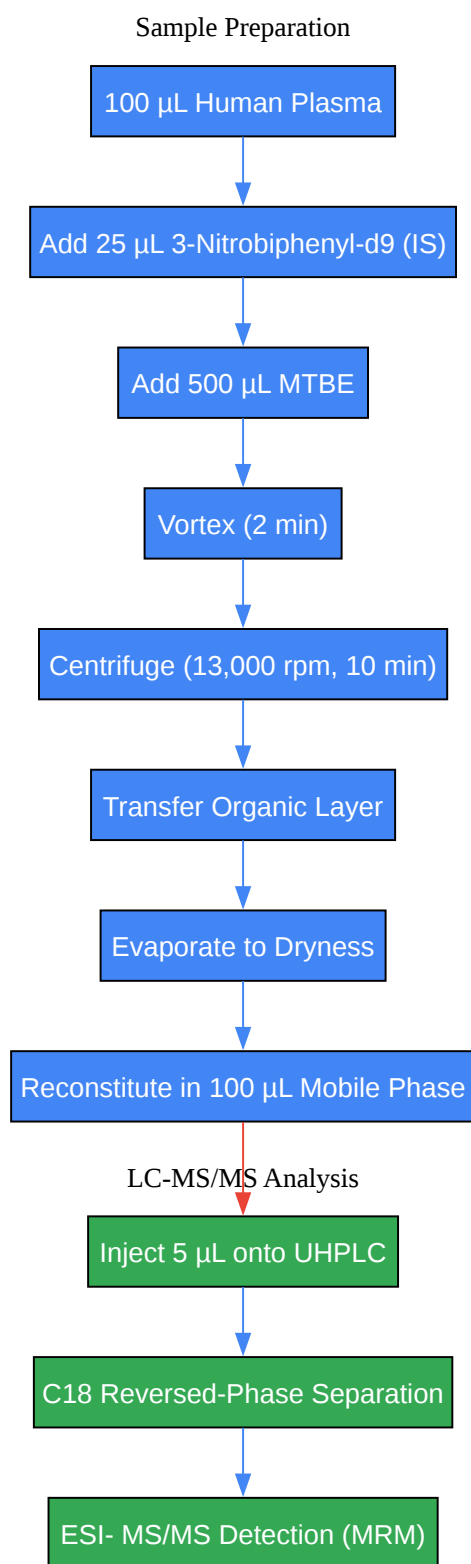 Sample Preparation
100 µL Human Plasma
Add 25 µL 3-Nitrobiphenyl-d9 (IS)
Add 500 µL MTBE
Vortex (2 min)
Centrifuge (13,000 rpm, 10 min)
Transfer Organic Layer
Evaporate to Dryness
Reconstitute in 100 µL Mobile Phase
LC-MS/MS Analysis
Inject 5 µL onto UHPLC
C18 Reversed-Phase Separation
ESI- MS/MS Detection (MRM)